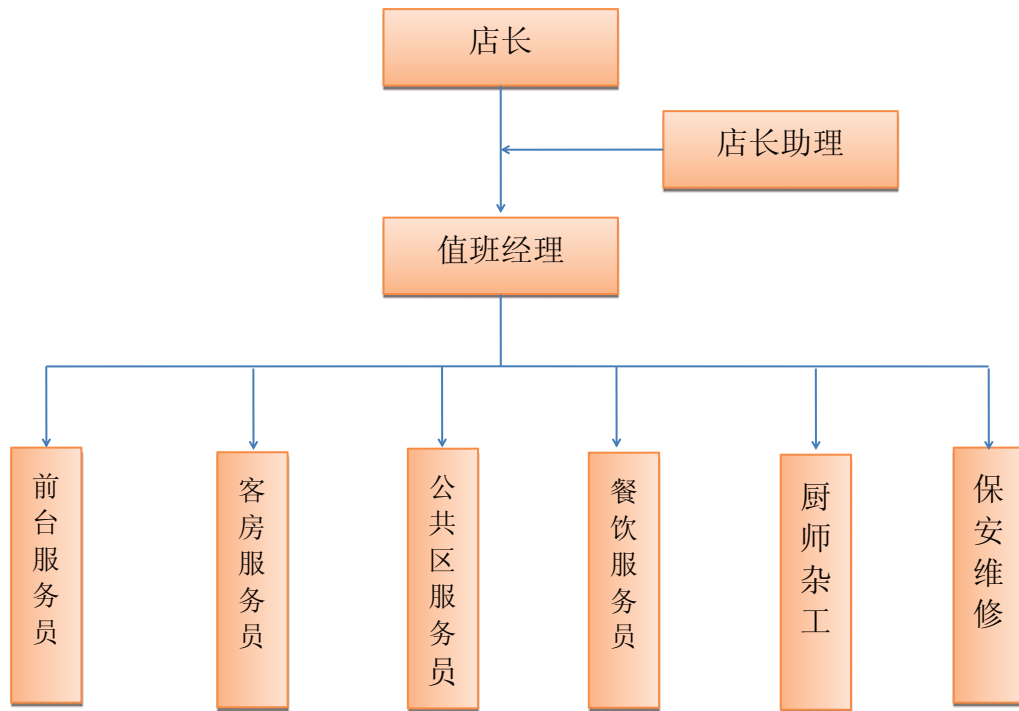 店长
店长助理
值班经理
前台服务员
客房服务员
公共区服务员
餐饮服务员
厨师杂工
保安维修